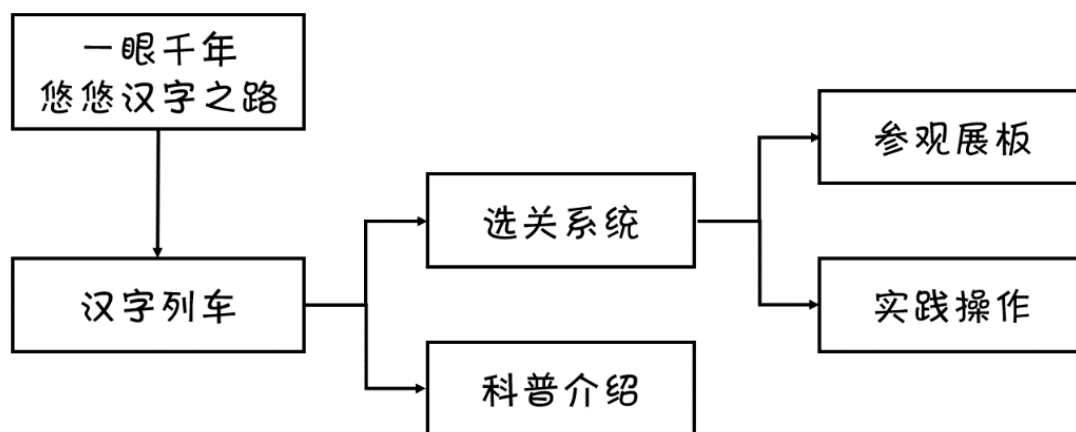 一眼千年
悠悠汉字之路
参观展板
选关系统
汉字列车
实践操作
科普介绍